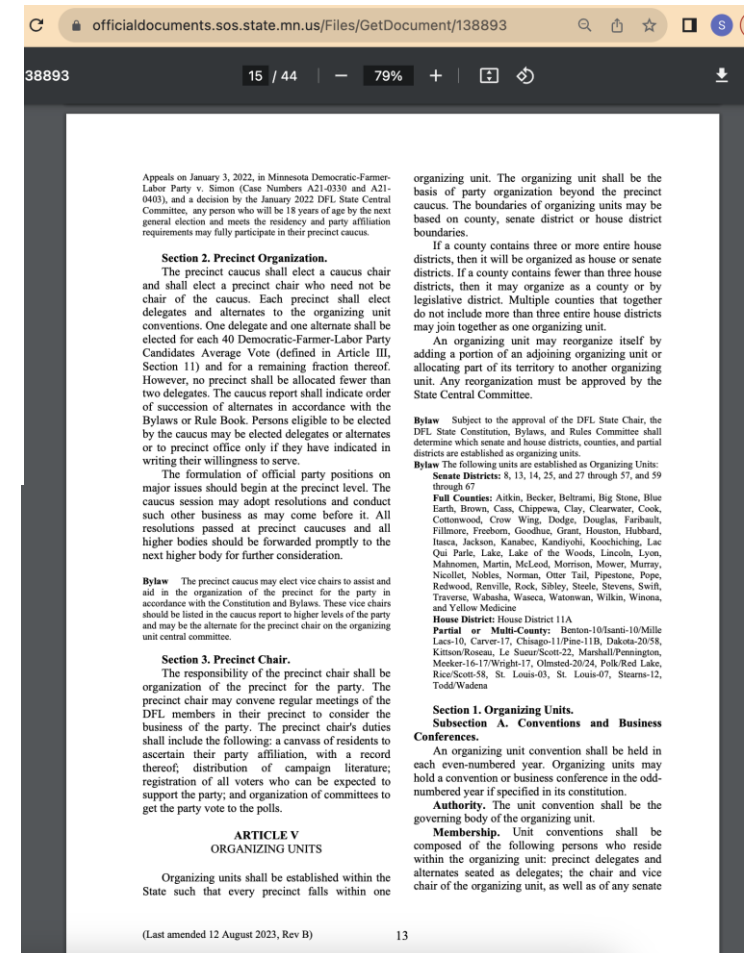 officialdocuments.sos.state.mn.us/Files/GetDocument/138893
S
38893
15 / 44
79%
Appeals on January 3, 2022, in Minnesota Democratic-Farmer-
Labor Party v. Simon (Case Numbers A21-0330 and A21-
0403), and a decision by the January 2022 DFL State Central
Committee, any person who will be 18 years of age by the next
general election and meets the residency and party affiliation
requirements may fully participate in their precinct caucus.
Section 2. Precinct Organization.
The precinct caucus shall elect a caucus chair
and shall elect a precinct chair who need not be
chair of the caucus. Each precinct shall elect
delegates and alternates to the organizing unit
conventions. One delegate and one alternate shall be
elected for each 40 Democratic-Farmer-Labor Party
Candidates Average Vote (defined in Article III,
Section 11) and for a remaining fraction thereof.
However, no precinct shall be allocated fewer than
two delegates. The caucus report shall indicate order
of succession of alternates in accordance with the
Bylaws or Rule Book. Persons eligible to be elected
by the caucus may be elected delegates or alternates
or to precinct office only if they have indicated in
writing their willingness to serve.
The formulation of official party positions on
major issues should begin at the precinct level. The
caucus session may adopt resolutions and conduct
such other business as may come before it. All
resolutions passed at precinct caucuses and all
higher bodies should be forwarded promptly to the
next higher body for further consideration.
Bylaw The precinct caucus may elect vice chairs to assist and
aid in the organization of the precinct for the party in
accordance with the Constitution and Bylaws. These vice chairs
should be listed in the caucus report to higher levels of the party
and may be the alternate for the precinct chair on the organizing
unit central committee.
Section 3. Precinct Chair.
The responsibility of the precinct chair shall be
organization of the precinct for the party. The
precinct chair may convene regular meetings of the
DFL members in their precinct to consider the
business of the party. The precinct chair's duties
shall include the following: a canvass of residents to
ascertain their party affiliation, with a record
thereof; distribution of campaign literature;
registration of all voters who can be expected to
support the party; and organization of committees to
get the party vote to the polls.
ARTICLE V
ORGANIZING UNITS
Organizing units shall be established within the
State such that every precinct falls within one
organizing unit. The organizing unit shall be the
basis of party organization beyond the precinct
caucus. The boundaries of organizing units may be
based on county, senate district or house district
boundaries.
If a county contains three or more entire house
districts, then it will be organized as house or senate
districts. If a county contains fewer than three house
districts, then it may organize as a county or by
legislative district. Multiple counties that together
do not include more than three entire house districts
may join together as one organizing unit.
An organizing unit may reorganize itself by
adding a portion of an adjoining organizing unit or
allocating part of its territory to another organizing
unit. Any reorganization must be approved by the
State Central Committee.
Bylaw Subject to the approval of the DFL State Chair, the
DFL State Constitution, Bylaws, and Rules Committee shall
determine which senate and house districts, counties, and partial
districts are established as organizing units.
Bylaw The following units are established as Organizing Units:
Senate Districts: 8, 13, 14, 25, and 27 through 57, and 59
through 67
Full Counties: Aitkin, Becker, Beltrami, Big Stone, Blue
Earth, Brown, Cass, Chippewa, Clay, Clearwater, Cook,
Cottonwood, Crow Wing, Dodge, Douglas, Faribault,
Fillmore, Freeborn, Goodhue, Grant, Houston, Hubbard,
Itasca, Jackson, Kanabec, Kandiyohi, Koochiching, Lac
Qui Parle, Lake, Lake of the Woods, Lincoln, Lyon,
Mahnomen, Martin, McLeod, Morrison, Mower, Murray,
Nicollet, Nobles, Norman, Otter Tail, Pipestone, Pope,
Redwood, Renville, Rock, Sibley, Steele, Stevens, Swift,
Traverse, Wabasha, Waseca, Watonwan, Wilkin, Winona,
and Yellow Medicine
House District: House District 11A
Partial or Multi-County: Benton-10/Isanti-10/Mille
Lacs-10, Carver-17, Chisago-11/Pine-11B, Dakota-20/58,
Kittson/Roseau, Le Sueur/Scott-22, Marshall/Pennington,
Meeker-16-17/Wright-17, Olmsted-20/24, Polk/Red Lake,
Rice/Scott-58, St. Louis-03, St. Louis-07, Stearns-12,
Todd/Wadena
Section 1. Organizing Units.
Subsection A. Conventions and Business
Conferences.
An organizing unit convention shall be held in
each even-numbered year. Organizing units may
hold a convention or business conference in the odd-
numbered year if specified in its constitution.
Authority. The unit convention shall be the
governing body of the organizing unit.
Membership. Unit conventions shall be
composed of the following persons who reside
within the organizing unit: precinct delegates and
alternates seated as delegates; the chair and vice
chair of the organizing unit, as well as of any senate
(Last amended 12 August 2023, Rev B)
13